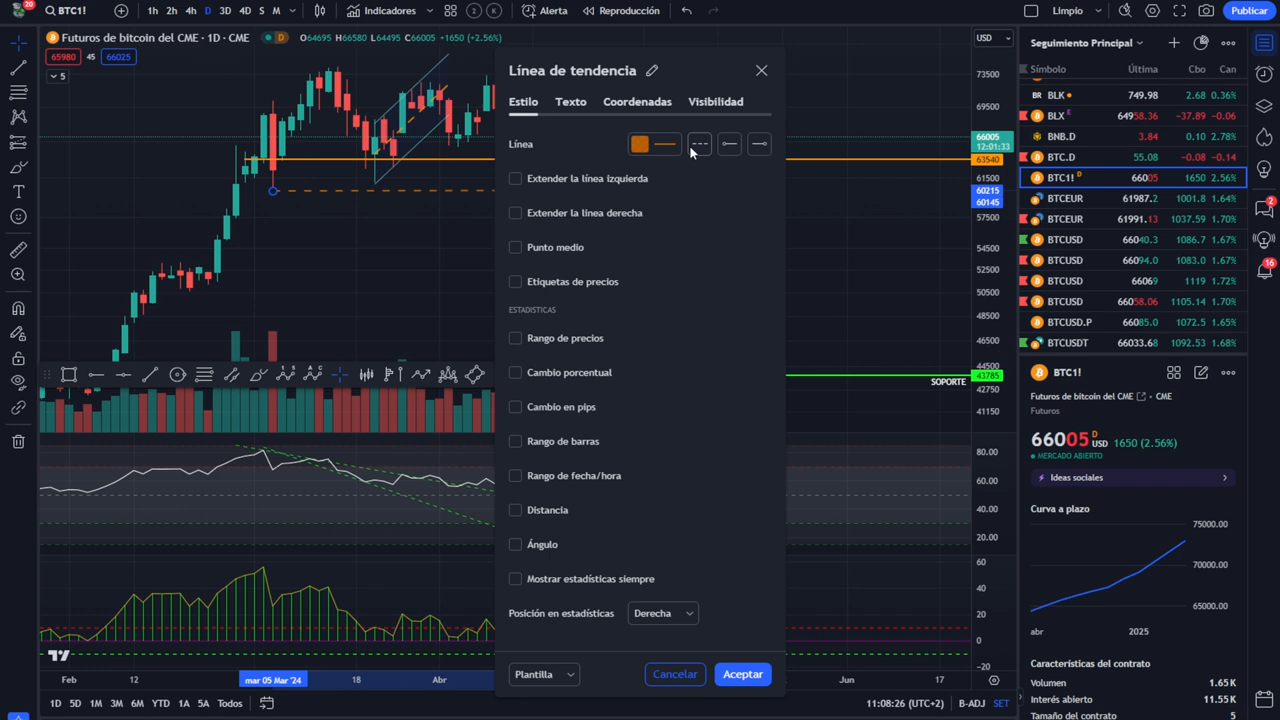 20
BTC1!
1h 2h 4h D 3D 4D S M
Indicadores
Alerta
Reproducción
Limpio
Publicar
Futuros de bitcoin del CME · 1D · CME
D
O64695 H66580 L64495 C66005 +1650 (+2.56%)
65980 45 66025
5
USD
73500
69500
66005
12:01:33
63540
61500
60215
60145
57500
54500
52500
50500
48500
46500
44500
43785
42750
41150
SOPORTE
80.00
60.00
40.00
20.00
60
40
20
0
−20
Feb 12 mar 05 Mar '24 18 Abr Jun 17
1D 5D 1M 3M 6M YTD 1A 5A Todos
11:08:26 (UTC+2) B-ADJ SET
Línea de tendencia
Estilo Texto Coordenadas Visibilidad
Línea
Extender la línea izquierda
Extender la línea derecha
Punto medio
Etiquetas de precios
ESTADÍSTICAS
Rango de precios
Cambio porcentual
Cambio en pips
Rango de barras
Rango de fecha/hora
Distancia
Ángulo
Mostrar estadísticas siempre
Posición en estadísticas Derecha
Plantilla Cancelar Aceptar
Seguimiento Principal
Símbolo Última Cbo Can
BLK 749.98 2.68 0.36%
BLX E 64958.36 −37.89 −0.06
BNB.D 3.84 0.10 2.78%
BTC.D 55.08 −0.08 −0.14
BTC1! D 66005 1650 2.56%
BTCEUR 61987.2 1001.8 1.64%
BTCEUR 61991.13 1037.59 1.70%
BTCUSD 66040.3 1086.7 1.67%
BTCUSD 66094.0 1083.0 1.67%
BTCUSD 66069 1119 1.72%
BTCUSD 66058.06 1105.14 1.70%
BTCUSD.P 66085.0 1072.5 1.65%
BTCUSDT 66033.68 1092.53 1.68%
BTC1!
Futuros de bitcoin del CME · CME
Futuros
66005 D USD 1650 (2.56%)
MERCADO ABIERTO
Ideas sociales
Curva a plazo
75000.00
70000.00
65000.00
abr 2025
Características del contrato
Volumen 1.65 K
Interés abierto 11.55 K
Tamaño del contrato 5
2
16